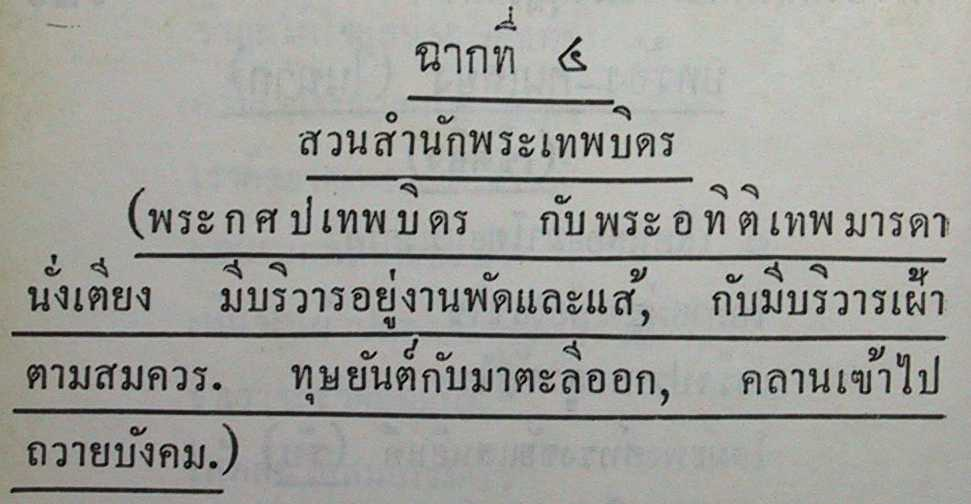 ฉากที่ ๔
สวนสำนักพระเทพบิดร
(พระกศปเทพบิดร กับพระอทิติเทพมารดา
นั่งเตียง มีบริวารอยู่งานพัดและแส้, กับมีบริวารเฝ้า
ตามสมควร. ทุษยันต์กับมาตะลีออก, คลานเข้าไป
ถวายบังคม.)